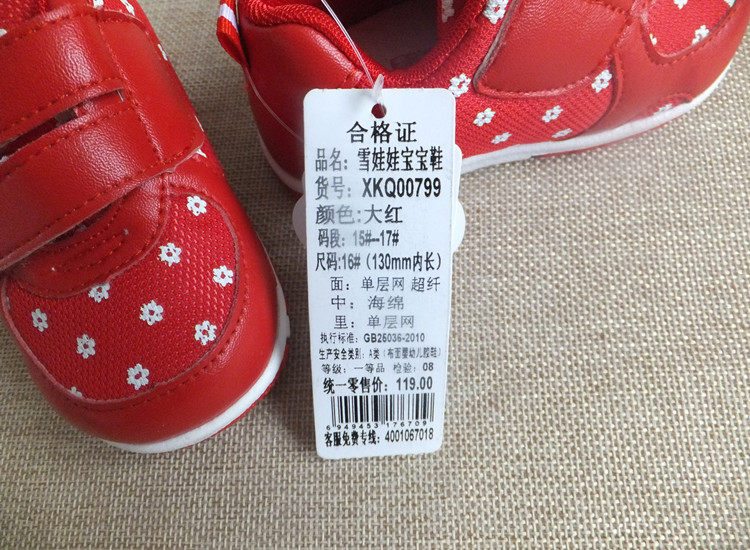 合格证
品名：雪娃娃宝宝鞋
货号：XKQ00799
颜色:大红
码段：15#--17#
尺码:16#（130mm内长）
面：单层网 超纤
中：海绵
里：单层网
执行标准：GB25036-2010
生产安全类别：A类（布面婴幼儿胶鞋）
等级：一等品 检验：08
统一零售价：119.00
6949453176709
客服免费专线：4001067018